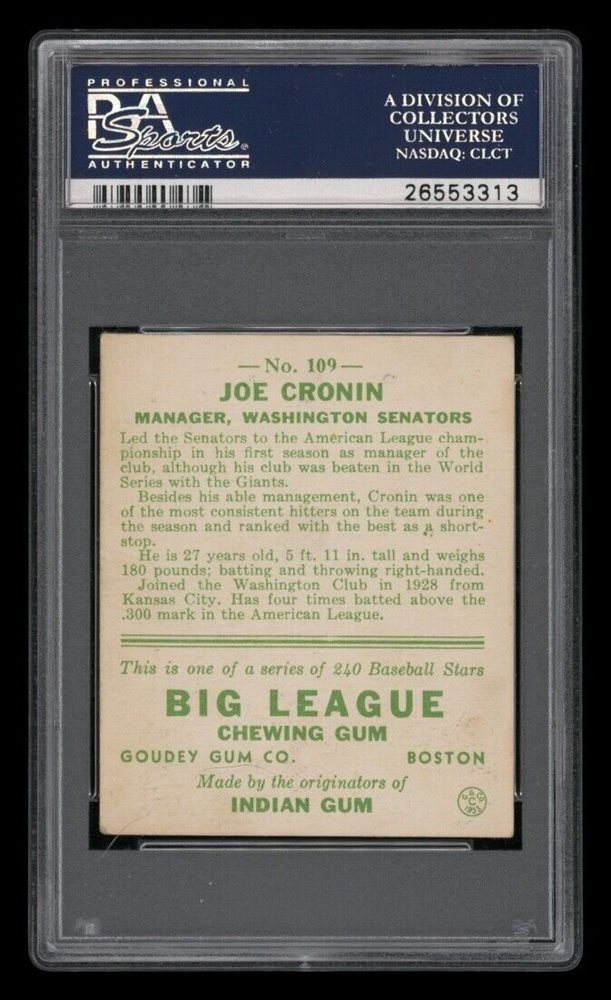 PROFESSIONAL
PSA
Sports
AUTHENTICATOR
A DIVISION OF
COLLECTORS
UNIVERSE
NASDAQ: CLCT
26553313
— No. 109 —
JOE CRONIN
MANAGER, WASHINGTON SENATORS
Led the Senators to the American League cham-
pionship in his first season as manager of the
club, although his club was beaten in the World
Series with the Giants.
Besides his able management, Cronin was one
of the most consistent hitters on the team during
the season and ranked with the best as a short-
stop.
He is 27 years old, 5 ft. 11 in. tall and weighs
180 pounds; batting and throwing right-handed.
Joined the Washington Club in 1928 from
Kansas City. Has four times batted above the
.300 mark in the American League.
This is one of a series of 240 Baseball Stars
BIG LEAGUE
CHEWING GUM
GOUDEY GUM CO. BOSTON
Made by the originators of
INDIAN GUM
G.G.CO.
C
1933